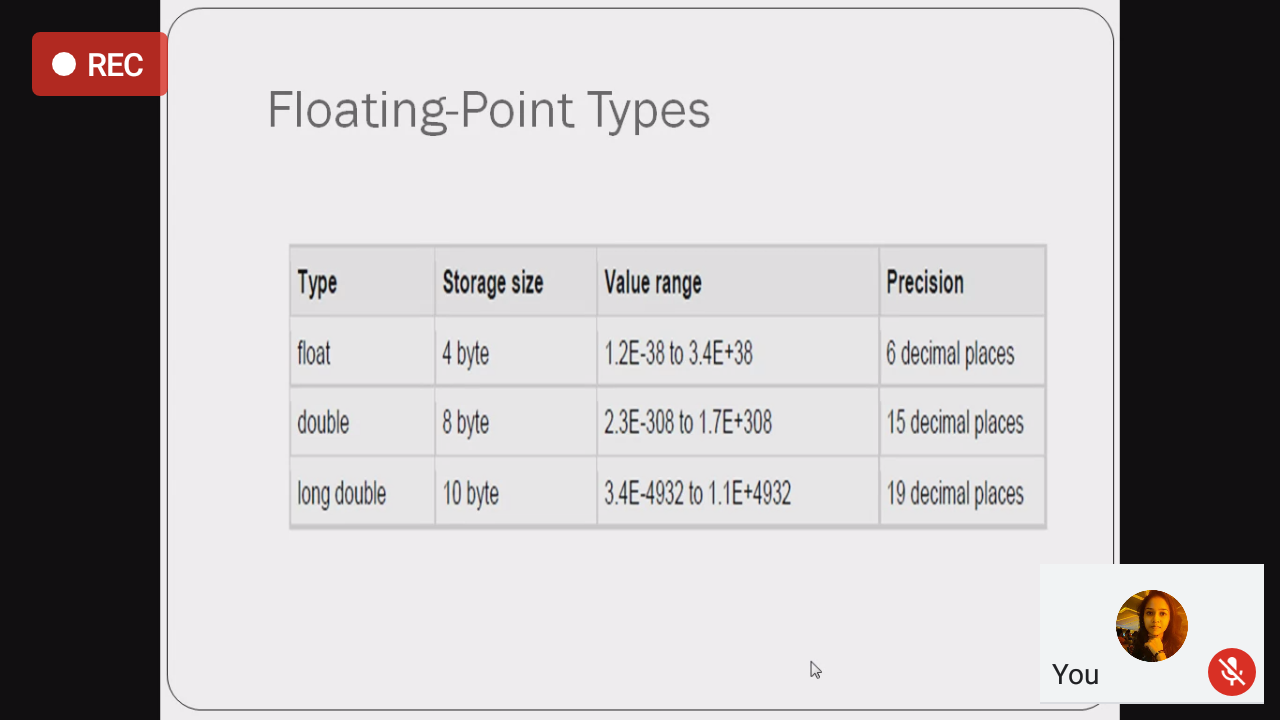 REC
Floating-Point Types
Type Storage size Value range Precision
float 4 byte 1.2E-38 to 3.4E+38 6 decimal places
double 8 byte 2.3E-308 to 1.7E+308 15 decimal places
long double 10 byte 3.4E-4932 to 1.1E+4932 19 decimal places
You